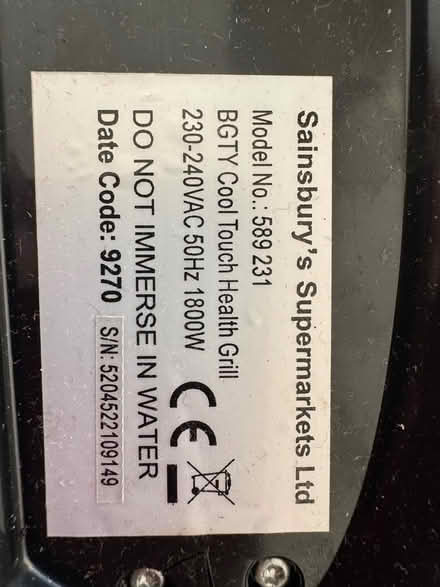 Sainsbury's Supermarkets Ltd
Model No.: 589 231
BGTY Cool Touch Health Grill
230-240VAC 50Hz 1800W
CE
DO NOT IMMERSE IN WATER
Date Code: 9270 S/N: 5204522109149